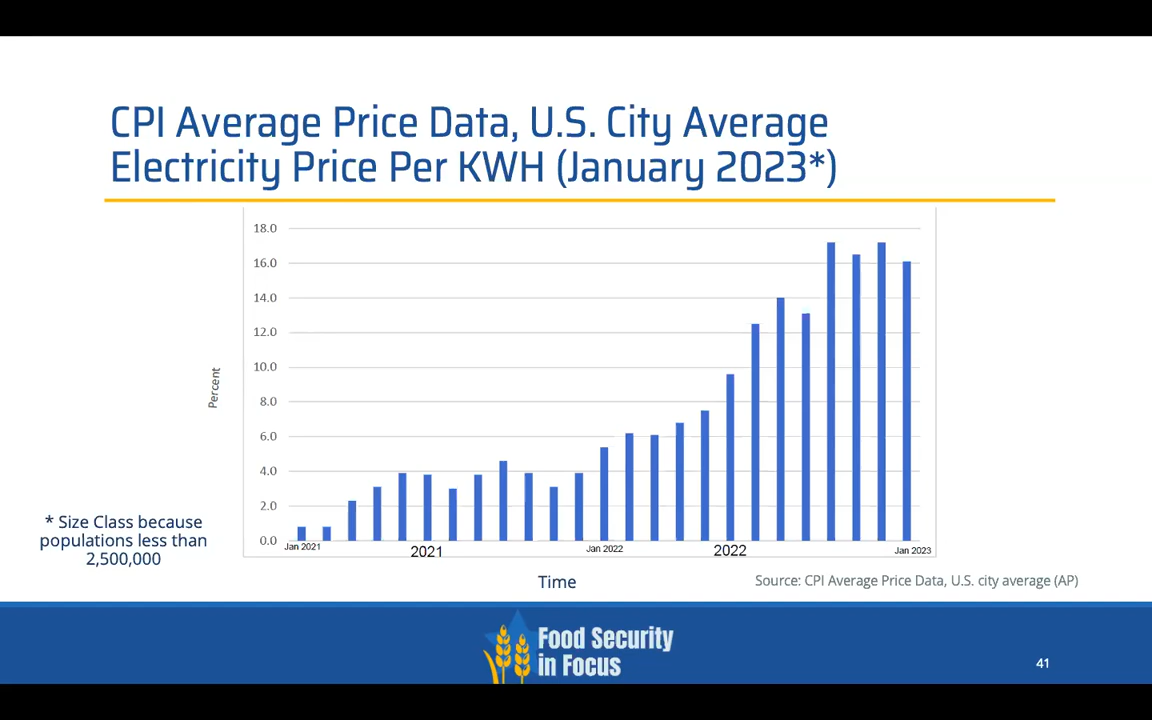 CPI Average Price Data, U.S. City Average
Electricity Price Per KWH (January 2023*)
18.0
16.0
14.0
12.0
10.0
8.0
6.0
4.0
2.0
0.0
Percent
Jan 2021
2021
Jan 2022
2022
Jan 2023
* Size Class because
populations less than
2,500,000
Time
Source: CPI Average Price Data, U.S. city average (AP)
Food Security
in Focus
41